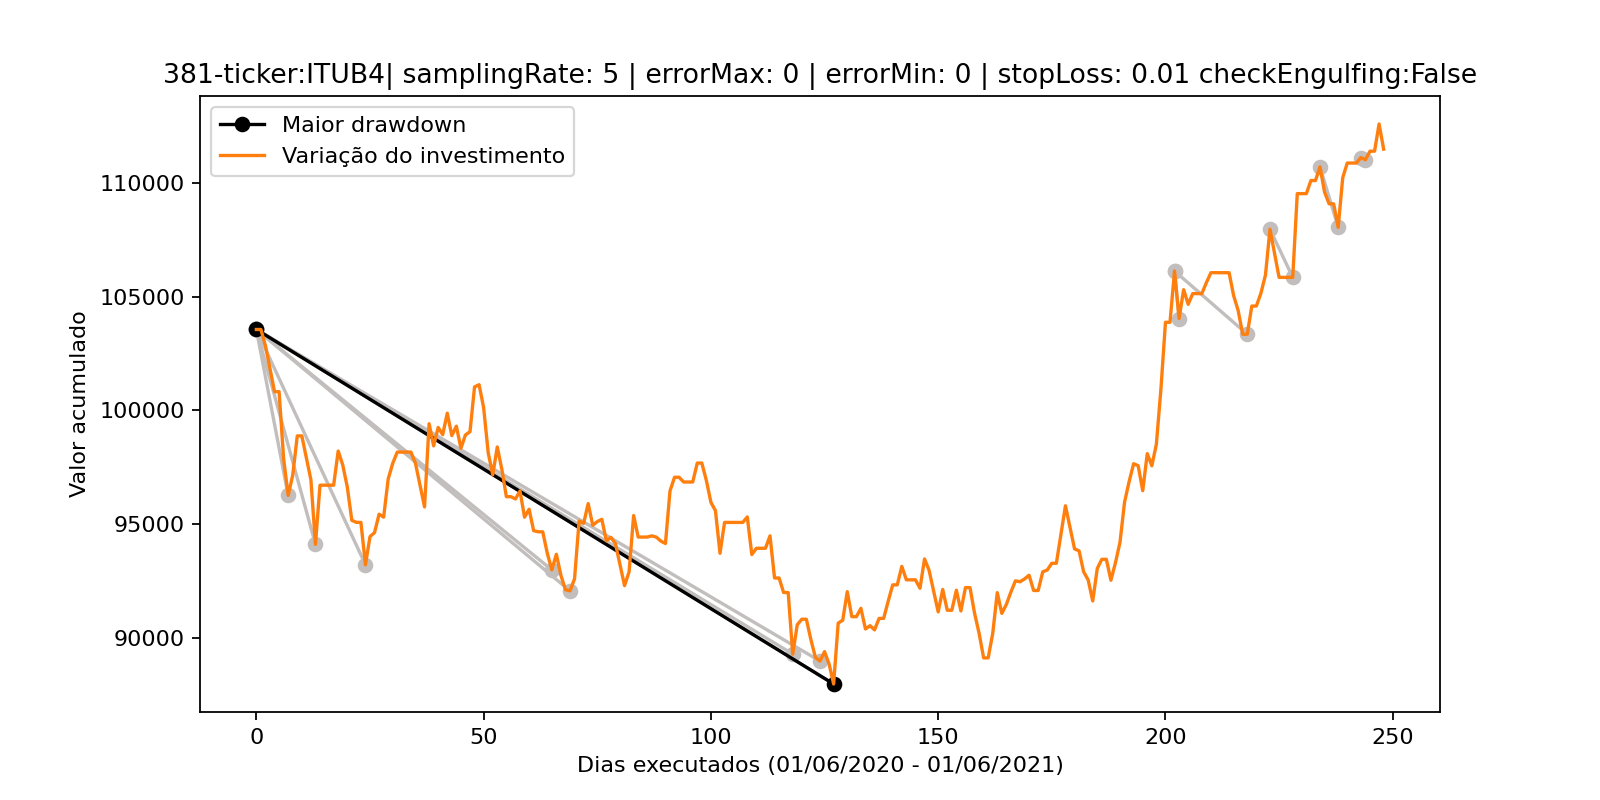 381-ticker:ITUB4| samplingRate: 5 | errorMax: 0 | errorMin: 0 | stopLoss: 0.01 checkEngulfing:False
Maior drawdown
Variação do investimento
Valor acumulado
110000
105000
100000
95000
90000
0 50 100 150 200 250
Dias executados (01/06/2020 - 01/06/2021)